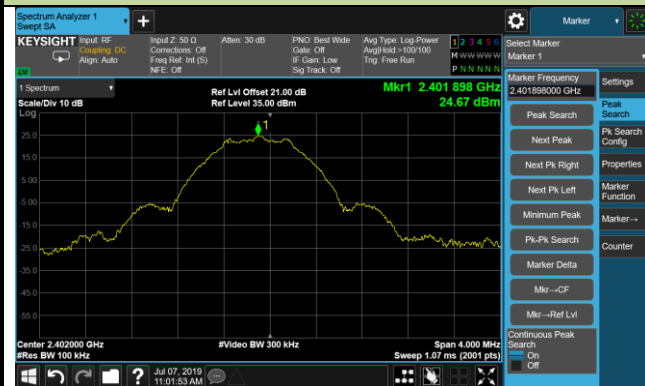 Spectrum Analyzer 1
Swept SA
+
Marker
KEYSIGHT
Input: RF
Coupling: DC
Align: Auto
Input Z: 50 Ω
Corrections: Off
Freq Ref: Int (S)
NFE: Off
Atten: 30 dB
PNO: Best Wide
Gate: Off
IF Gain: Low
Sig Track: Off
Avg Type: Log-Power
Avg|Hold:>100/100
Trig: Free Run
1 2 3 4 5 6
M W W W W W
P N N N N N
Select Marker
Marker 1
LXI
1 Spectrum
Scale/Div 10 dB
Log
Ref Lvl Offset 21.00 dB
Ref Level 35.00 dBm
Mkr1 2.401 898 GHz
24.67 dBm
1
25.0
15.0
5.00
-5.00
-15.0
-25.0
-35.0
-45.0
-55.0
Center 2.402000 GHz
#Res BW 100 kHz
#Video BW 300 kHz
Span 4.000 MHz
Sweep 1.07 ms (2001 pts)
Marker Frequency
2.401898000 GHz
Peak Search
Next Peak
Next Pk Right
Next Pk Left
Minimum Peak
Pk-Pk Search
Marker Delta
Mkr→CF
Mkr→Ref Lvl
Continuous Peak
Search
On
Off
Settings
Peak
Search
Pk Search
Config
Properties
Marker
Function
Marker→
Counter
?
Jul 07, 2019
11:01:53 AM